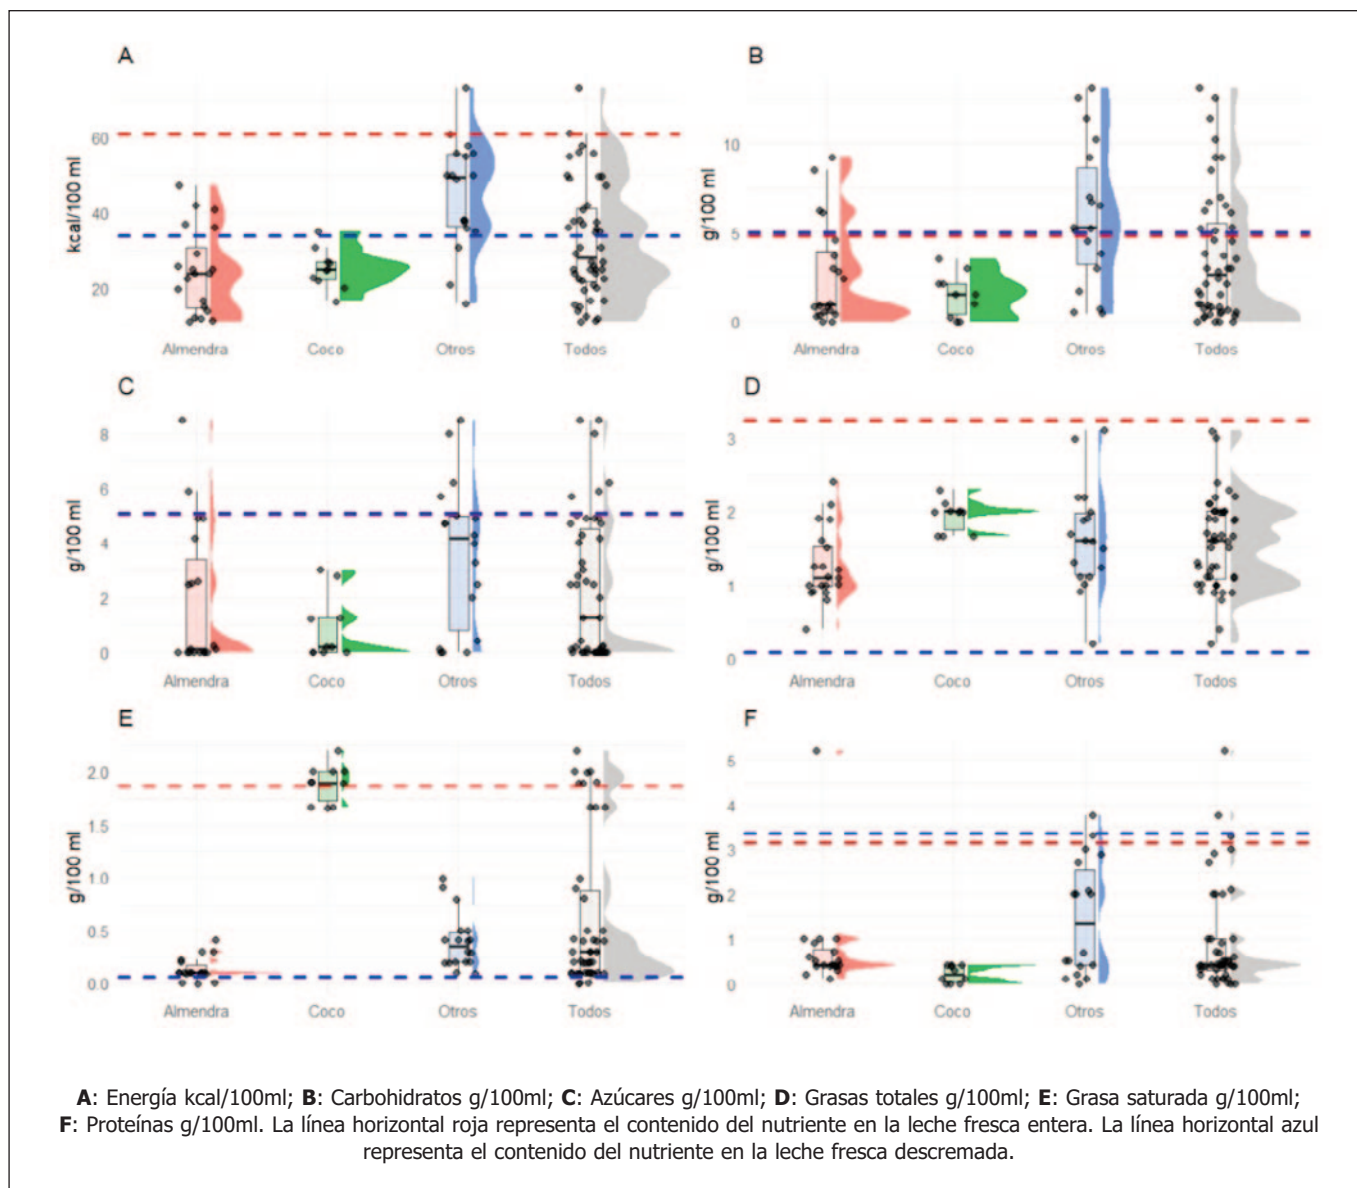 A
kcal/100 ml
60
40
20
Almendra Coco Otros Todos
B
g/100 ml
10
5
0
Almendra Coco Otros Todos
C
g/100 ml
8
6
4
2
0
Almendra Coco Otros Todos
D
g/100 ml
3
2
1
0
Almendra Coco Otros Todos
E
g/100 ml
2.0
1.5
1.0
0.5
0.0
Almendra Coco Otros Todos
F
g/100 ml
5
4
3
2
1
0
Almendra Coco Otros Todos
A: Energía kcal/100ml; B: Carbohidratos g/100ml; C: Azúcares g/100ml; D: Grasas totales g/100ml; E: Grasa saturada g/100ml;
F: Proteínas g/100ml. La línea horizontal roja representa el contenido del nutriente en la leche fresca entera. La línea horizontal azul
representa el contenido del nutriente en la leche fresca descremada.